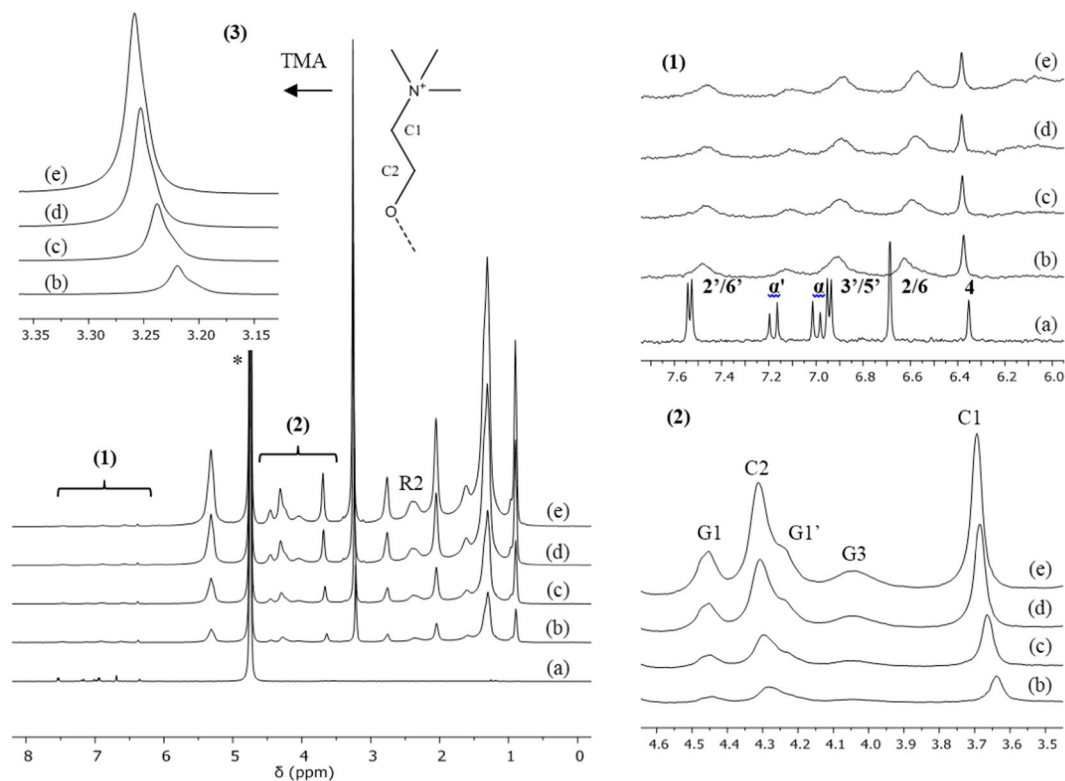 (3)
TMA
N+
C1
C2
O
(e)
(d)
(c)
(b)
3.35 3.30 3.25 3.20 3.15
*
(1)
(2)
R2
(e)
(d)
(c)
(b)
(a)
8 7 6 5 4 3 2 1 0
δ (ppm)
(1)
(e)
(d)
(c)
(b)
2'/6' α' α 3'/5' 2/6 4
(a)
7.6 7.4 7.2 7.0 6.8 6.6 6.4 6.2 6.0
(2)
C1
C2
G1 G1'
G3
(e)
(d)
(c)
(b)
4.6 4.5 4.4 4.3 4.2 4.1 4.0 3.9 3.8 3.7 3.6 3.5